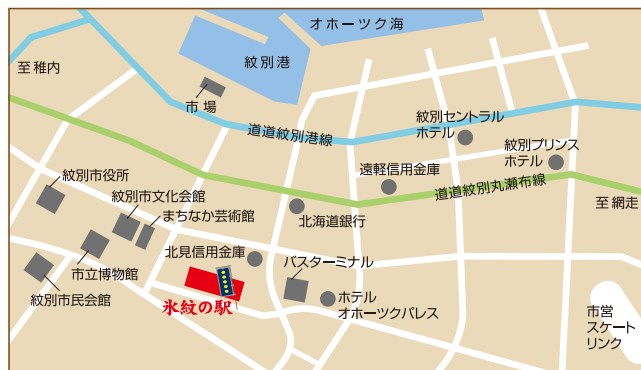 オホーツク海
至稚内
紋別港
市場
道道紋別港線
紋別セントラル
ホテル
紋別プリンス
ホテル
遠軽信用金庫
道道紋別丸瀬布線
至網走
紋別市役所
紋別市文化会館
まちなか芸術館
北海道銀行
北見信用金庫
バスターミナル
市立博物館
紋別市民会館
氷紋の駅
ホテル
オホーツクパレス
市営
スケート
リンク